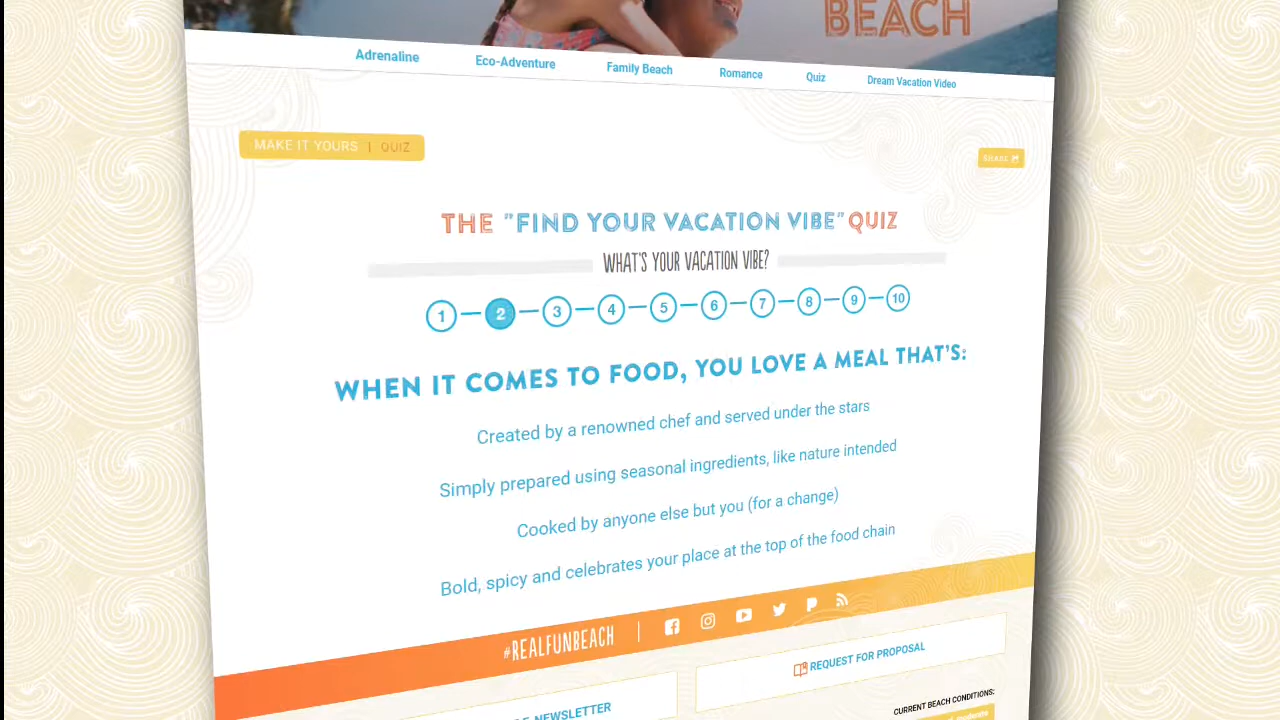 BEACH
Adrenaline Eco-Adventure Family Beach Romance Quiz Dream Vacation Video
MAKE IT YOURS | QUIZ
SHARE
THE "FIND YOUR VACATION VIBE" QUIZ
WHAT'S YOUR VACATION VIBE?
1 2 3 4 5 6 7 8 9 10
WHEN IT COMES TO FOOD, YOU LOVE A MEAL THAT'S:
Created by a renowned chef and served under the stars
Simply prepared using seasonal ingredients, like nature intended
Cooked by anyone else but you (for a change)
Bold, spicy and celebrates your place at the top of the food chain
#REALFUNBEACH
REQUEST FOR PROPOSAL
NEWSLETTER
CURRENT BEACH CONDITIONS:
moderate